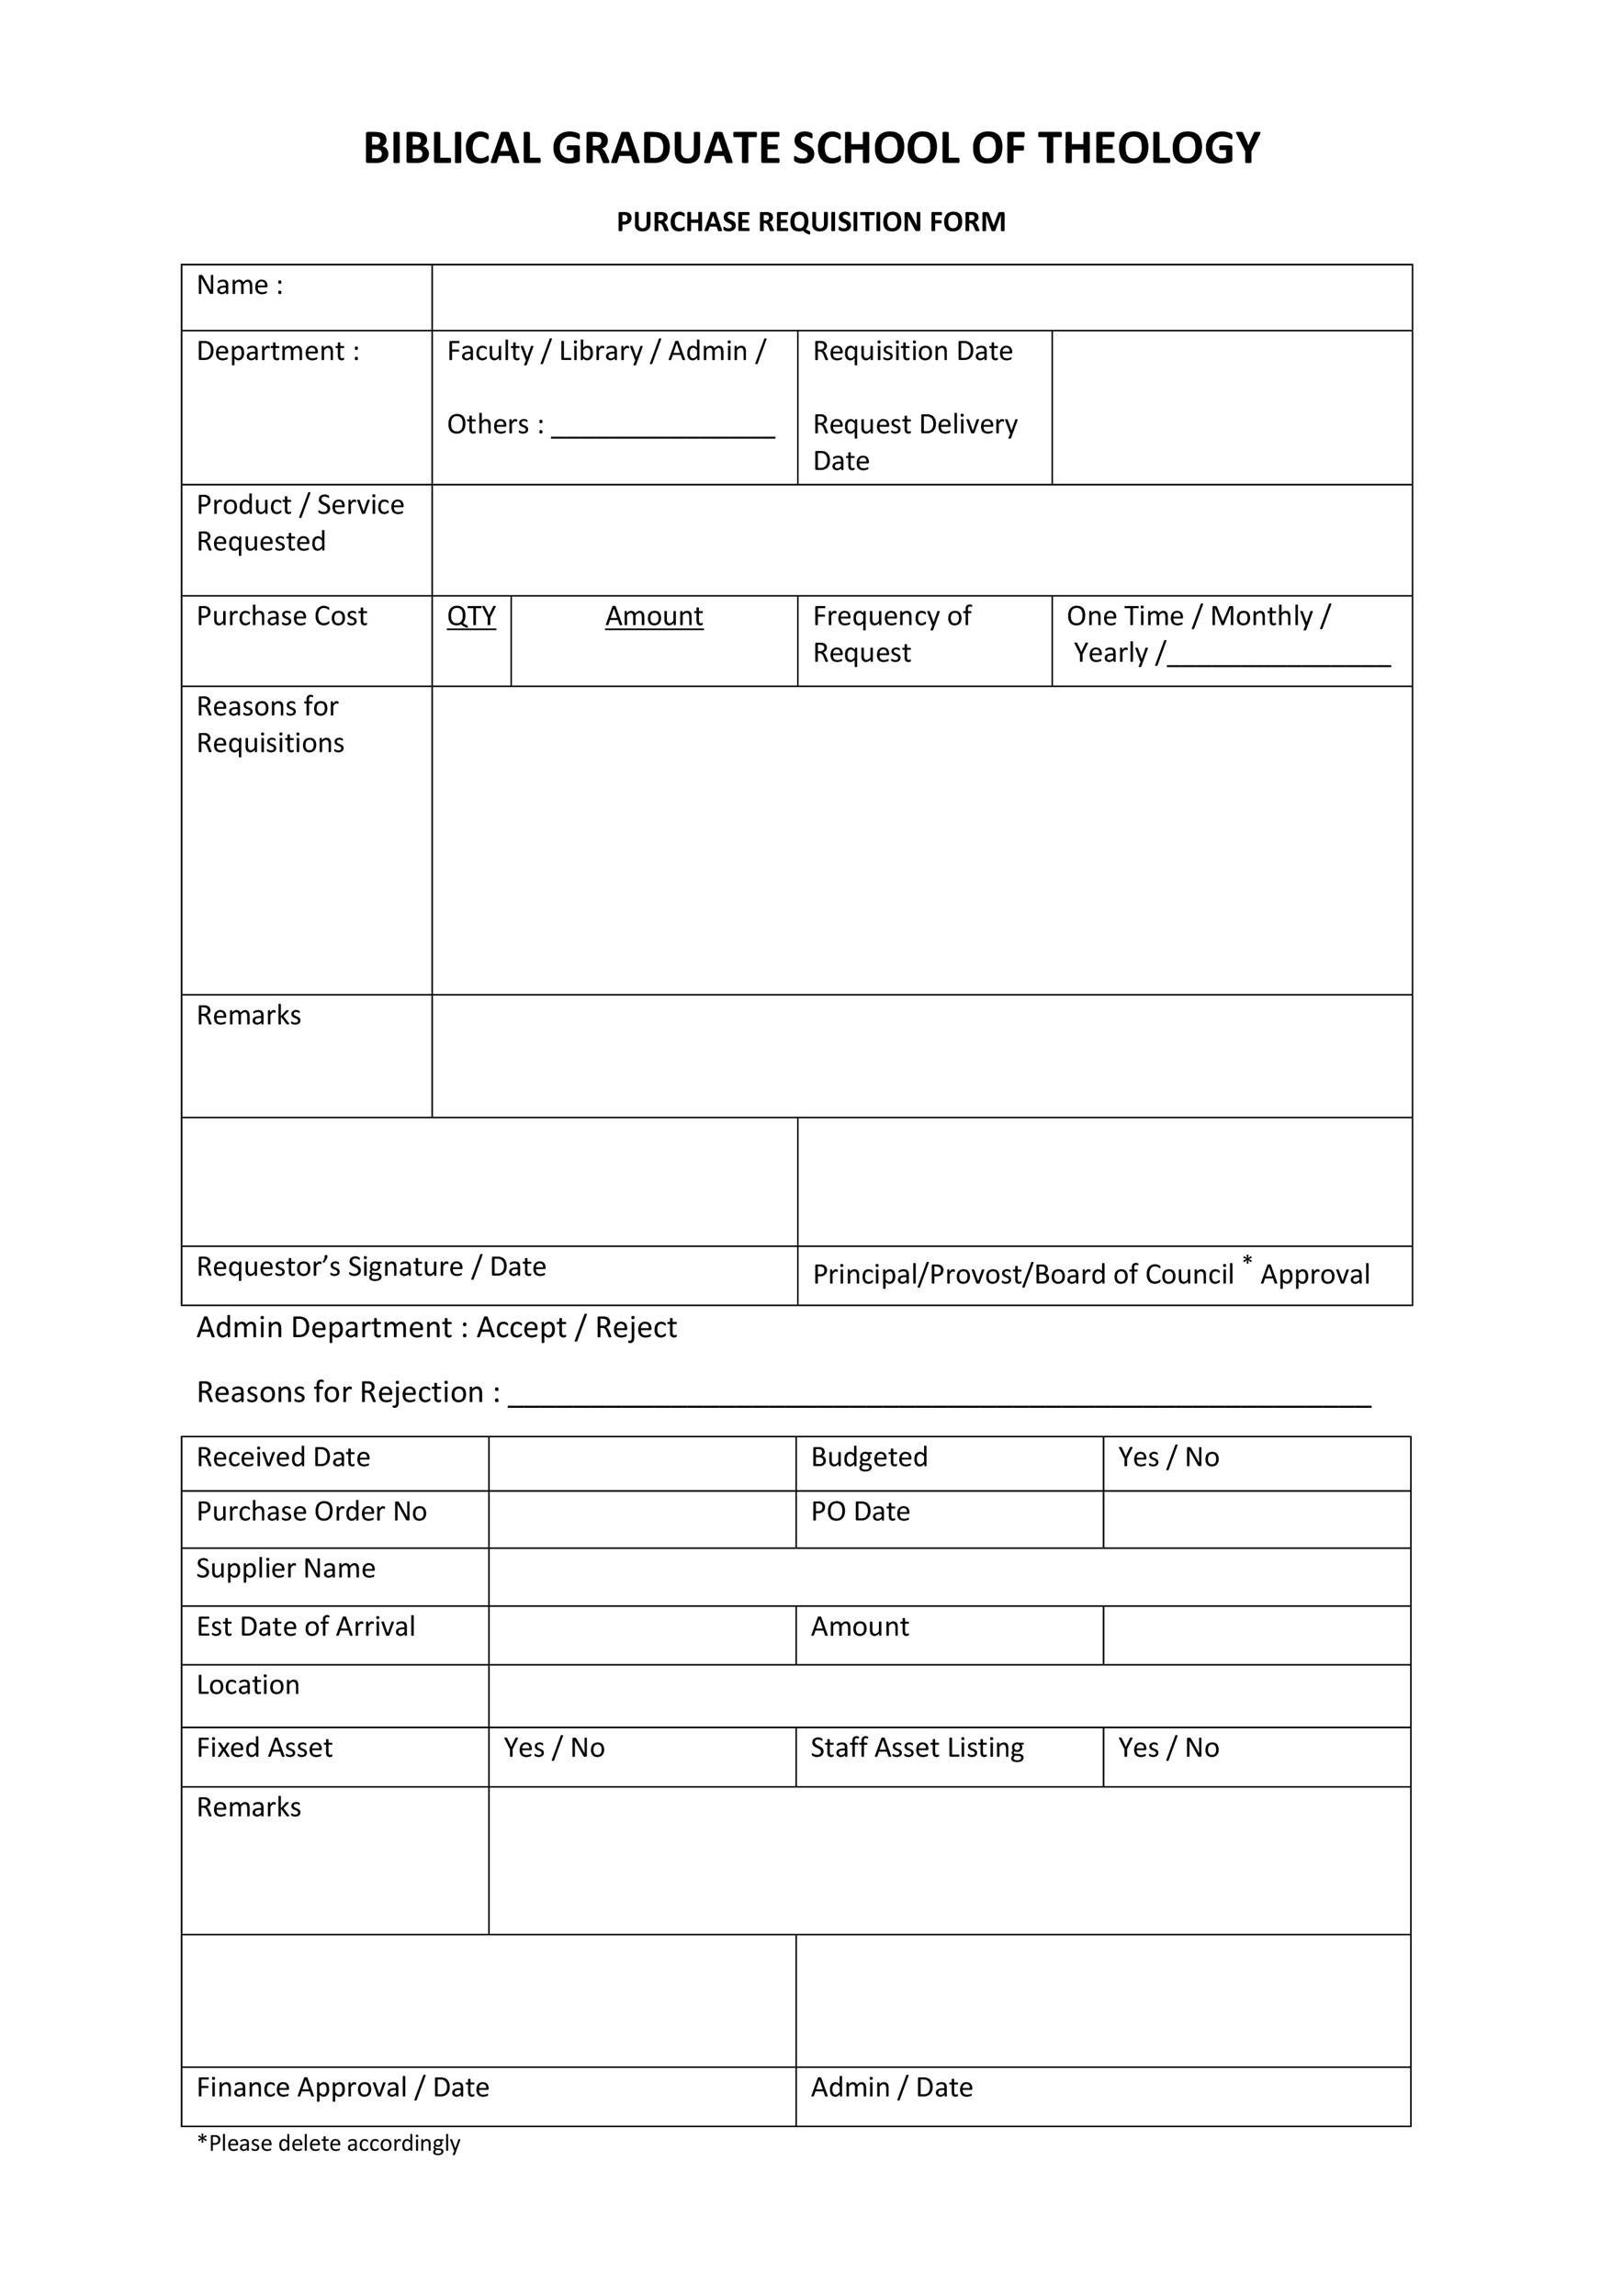 BIBLICAL GRADUATE SCHOOL OF THEOLOGY
PURCHASE REQUISITION FORM
Name :
Department :
Faculty / Library / Admin /
Others : _______________
Requisition Date
Request Delivery
Date
Product / Service
Requested
Purchase Cost
QTY
Amount
Frequency of
Request
One Time / Monthly /
Yearly /_______________
Reasons for
Requisitions
Remarks
Requestor’s Signature / Date
Principal/Provost/Board of Council * Approval
Admin Department : Accept / Reject
Reasons for Rejection : _______________________________________________________
Received Date
Budgeted
Yes / No
Purchase Order No
PO Date
Supplier Name
Est Date of Arrival
Amount
Location
Fixed Asset
Yes / No
Staff Asset Listing
Yes / No
Remarks
Finance Approval / Date
Admin / Date
*Please delete accordingly